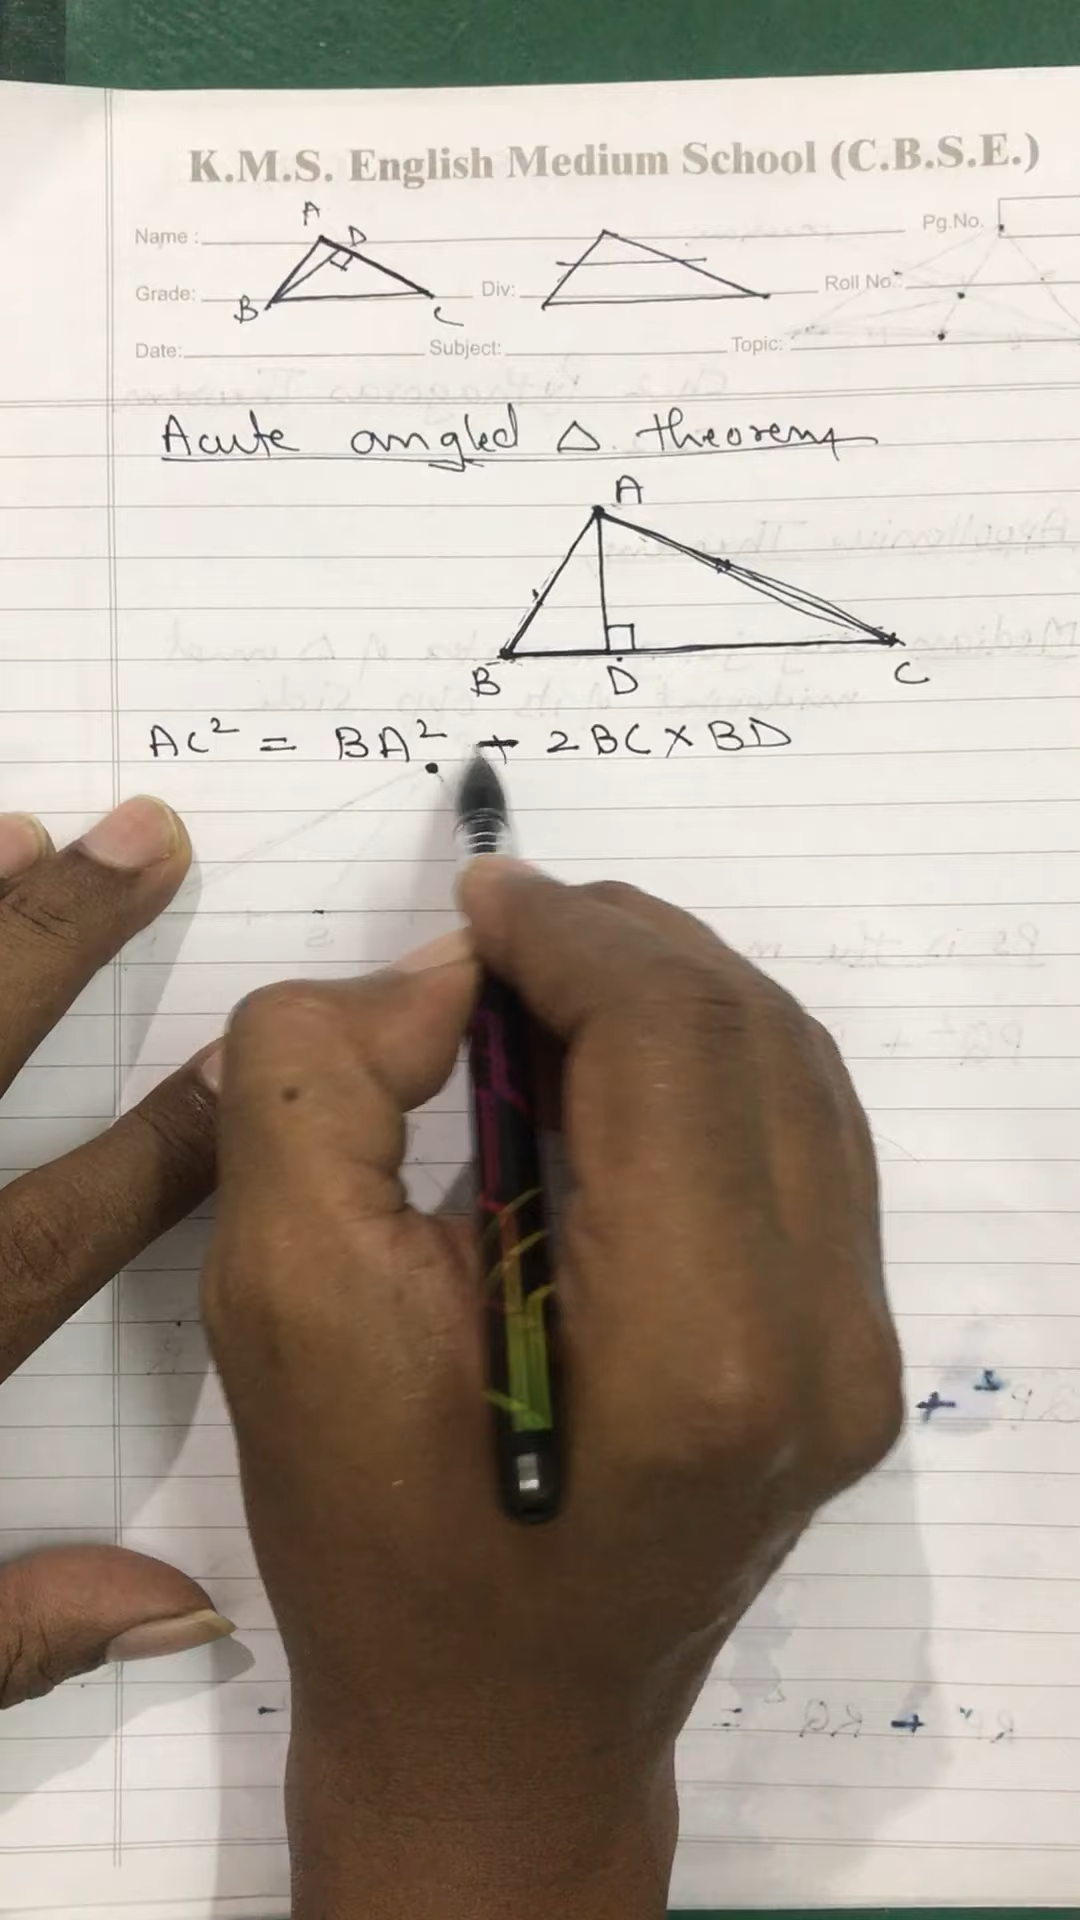 K.M.S. English Medium School (C.B.S.E.)
A
Name : D Pg.No.
Grade: B C Div: Roll No.:
Date: Subject: Topic:
Acute angled △ theorem
A
B D C
AC² = BA² + 2BC × BD